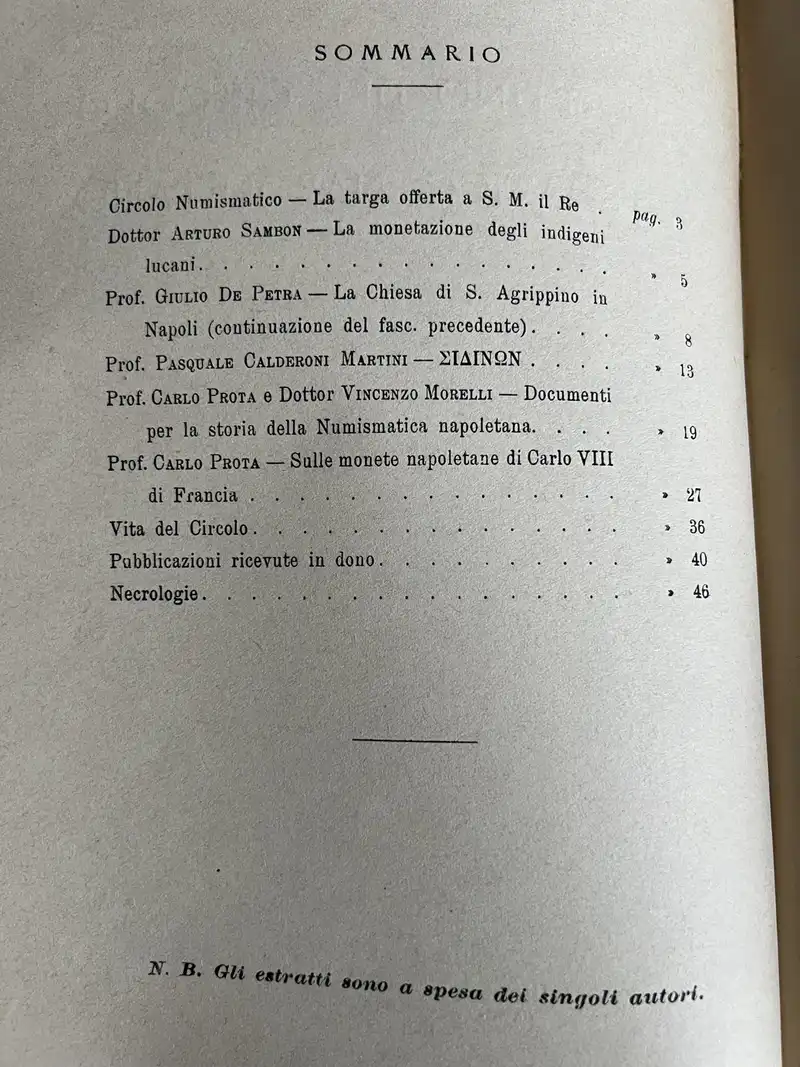 SOMMARIO
Circolo Numismatico — La targa offerta a S. M. il Re . pag. 3
Dottor ARTURO SAMBON — La monetazione degli indigeni
lucani. . . . . . . . . . . . . . . . . » 5
Prof. GIULIO DE PETRA — La Chiesa di S. Agrippino in
Napoli (continuazione del fasc. precedente) . . . . » 8
Prof. PASQUALE CALDERONI MARTINI — ΣΙΔΙΝΩΝ . . . . » 13
Prof. CARLO PROTA e Dottor VINCENZO MORELLI — Documenti
per la storia della Numismatica napoletana. . . . » 19
Prof. CARLO PROTA — Sulle monete napoletane di Carlo VIII
di Francia . . . . . . . . . . . . . . . » 27
Vita del Circolo . . . . . . . . . . . . . . . » 36
Pubblicazioni ricevute in dono . . . . . . . . . . » 40
Necrologie . . . . . . . . . . . . . . . . . » 46
N. B. Gli estratti sono a spesa dei singoli autori.